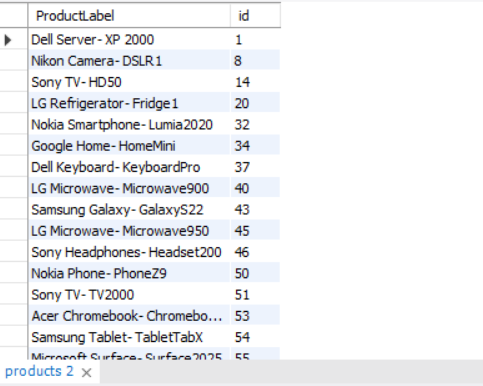 ProductLabel id
Dell Server- XP 2000 1
Nikon Camera- DSLR1 8
Sony TV- HD50 14
LG Refrigerator- Fridge1 20
Nokia Smartphone- Lumia2020 32
Google Home- HomeMini 34
Dell Keyboard- KeyboardPro 37
LG Microwave- Microwave900 40
Samsung Galaxy- GalaxyS22 43
LG Microwave- Microwave950 45
Sony Headphones- Headset200 46
Nokia Phone- PhoneZ9 50
Sony TV- TV2000 51
Acer Chromebook- Chromebo... 53
Samsung Tablet- TabletTabX 54
Microsoft Surface- Surface2025 55
products 2